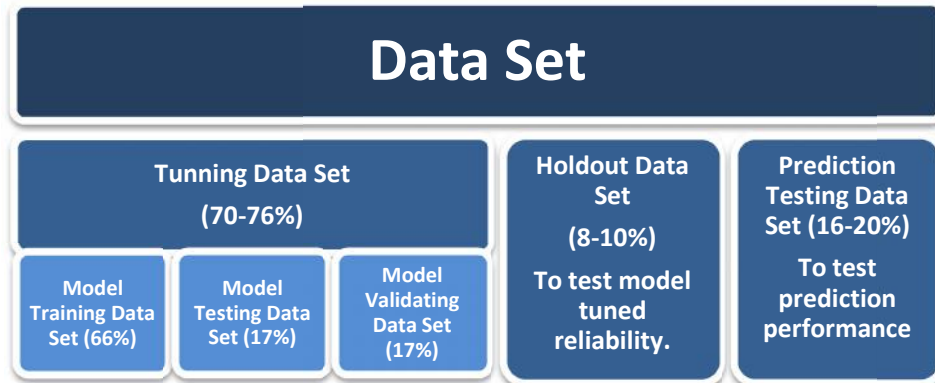 Data Set
Tunning Data Set
(70-76%)
Model
Training Data
Set (66%)
Model
Testing Data
Set (17%)
Model
Validating
Data Set
(17%)
Holdout Data
Set
(8-10%)
To test model
tuned
reliability.
Prediction
Testing Data
Set (16-20%)
To test
prediction
performance